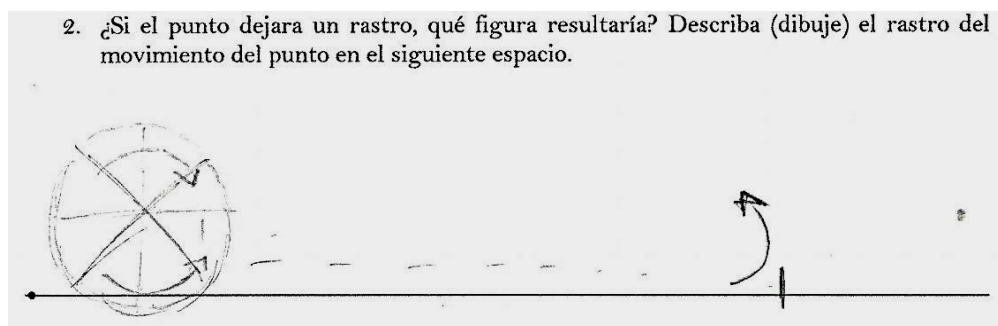 2. ¿Si el punto dejara un rastro, qué figura resultaría? Describa (dibuje) el rastro del
movimiento del punto en el siguiente espacio.